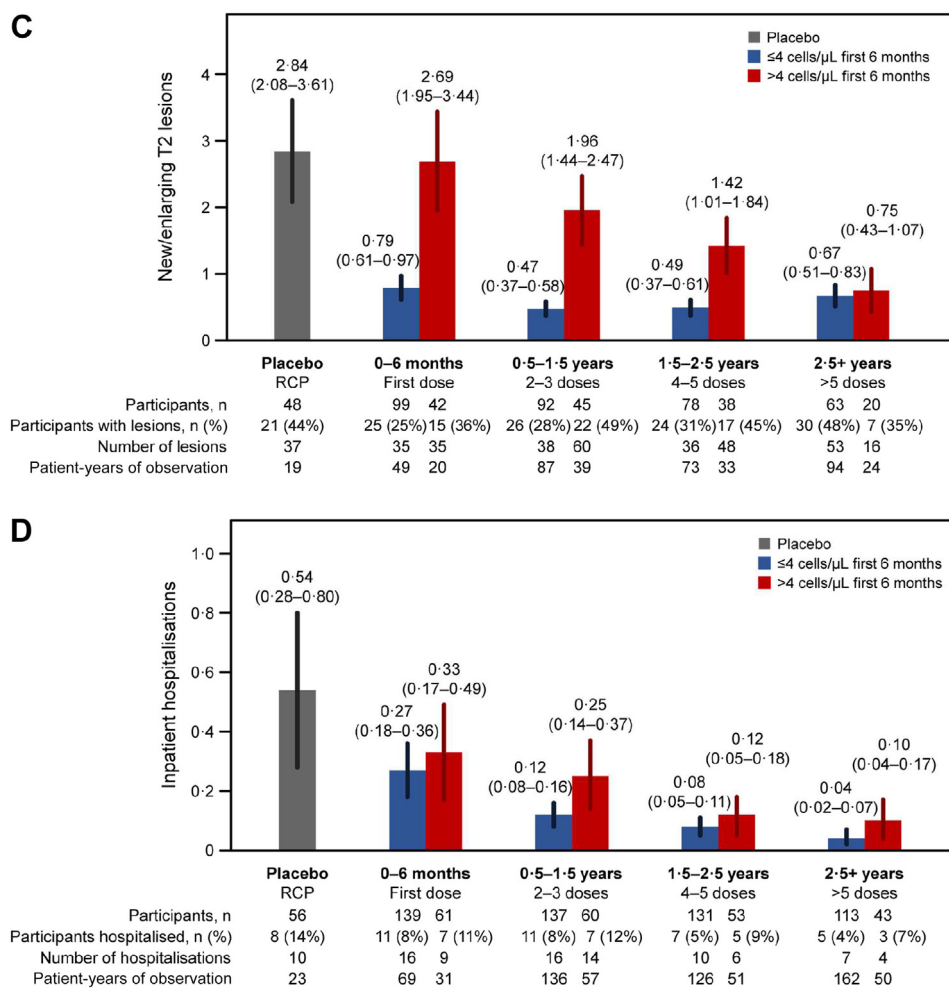 C
Placebo
≤4 cells/μL first 6 months
>4 cells/μL first 6 months
New/enlarging T2 lesions
4
3
2
1
0
2·84
(2·08–3·61)
0·79
(0·61–0·97)
2·69
(1·95–3·44)
0·47
(0·37–0·58)
1·96
(1·44–2·47)
0·49
(0·37–0·61)
1·42
(1·01–1·84)
0·67
(0·51–0·83)
0·75
(0·43–1·07)
Placebo 0–6 months 0·5–1·5 years 1·5–2·5 years 2·5+ years
RCP First dose 2–3 doses 4–5 doses >5 doses
Participants, n 48 99 42 92 45 78 38 63 20
Participants with lesions, n (%) 21 (44%) 25 (25%) 15 (36%) 26 (28%) 22 (49%) 24 (31%) 17 (45%) 30 (48%) 7 (35%)
Number of lesions 37 35 35 38 60 36 48 53 16
Patient-years of observation 19 49 20 87 39 73 33 94 24
D
Placebo
≤4 cells/μL first 6 months
>4 cells/μL first 6 months
Inpatient hospitalisations
1·0
0·8
0·6
0·4
0·2
0
0·54
(0·28–0·80)
0·27
(0·18–0·36)
0·33
(0·17–0·49)
0·12
(0·08–0·16)
0·25
(0·14–0·37)
0·08
(0·05–0·11)
0·12
(0·05–0·18)
0·04
(0·02–0·07)
0·10
(0·04–0·17)
Placebo 0–6 months 0·5–1·5 years 1·5–2·5 years 2·5+ years
RCP First dose 2–3 doses 4–5 doses >5 doses
Participants, n 56 139 61 137 60 131 53 113 43
Participants hospitalised, n (%) 8 (14%) 11 (8%) 7 (11%) 11 (8%) 7 (12%) 7 (5%) 5 (9%) 5 (4%) 3 (7%)
Number of hospitalisations 10 16 9 16 14 10 6 7 4
Patient-years of observation 23 69 31 136 57 126 51 162 50